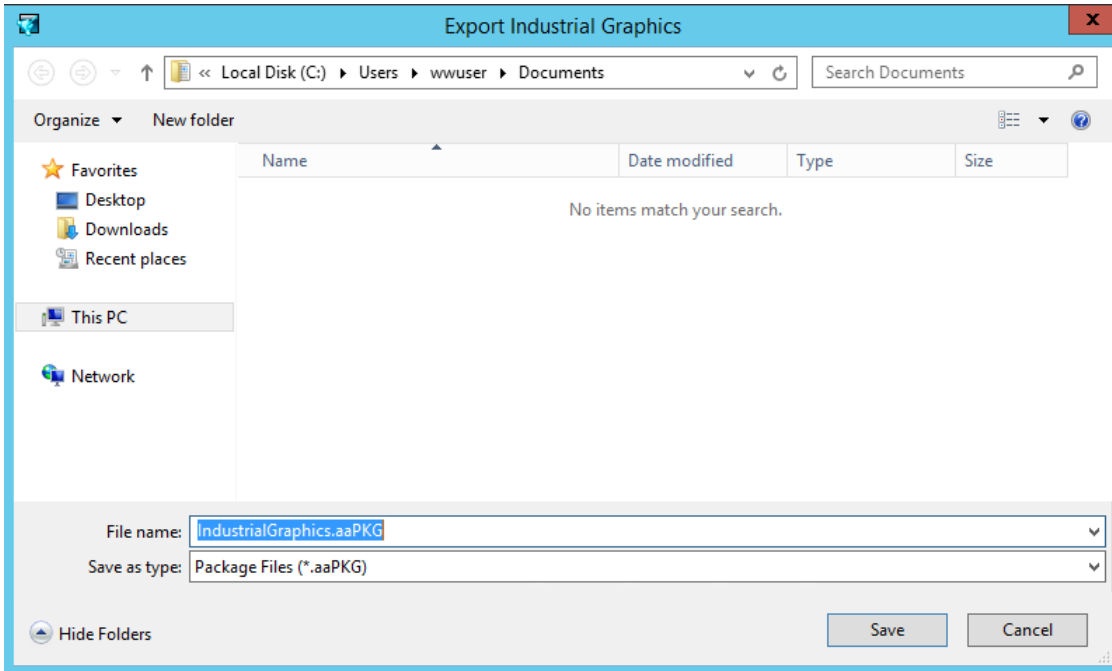 Export Industrial Graphics
x
« Local Disk (C:) ▸ Users ▸ wwuser ▸ Documents
Search Documents
Organize ▾ New folder
Name Date modified Type Size
No items match your search.
Favorites
Desktop
Downloads
Recent places
This PC
Network
File name: IndustrialGraphics.aaPKG
Save as type: Package Files (*.aaPKG)
Hide Folders Save Cancel